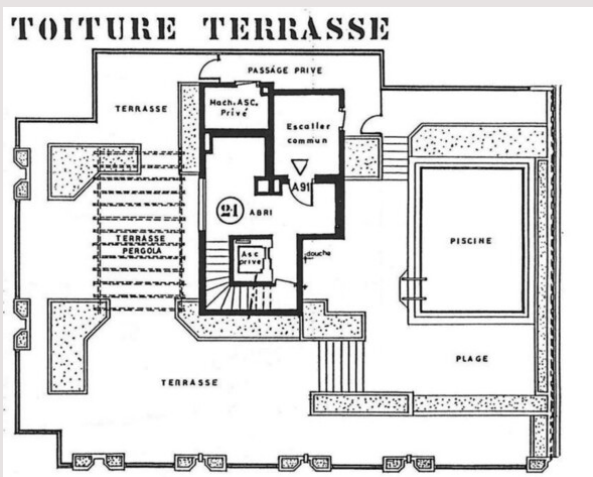 TOITURE TERRASSE
PASSAGE PRIVE
TERRASSE
Mach. ASC.
Privé
Escalier
commun
A 91
21
ABRI
TERRASSE
PERGOLA
Asc
privé
douche
PISCINE
PLAGE
TERRASSE